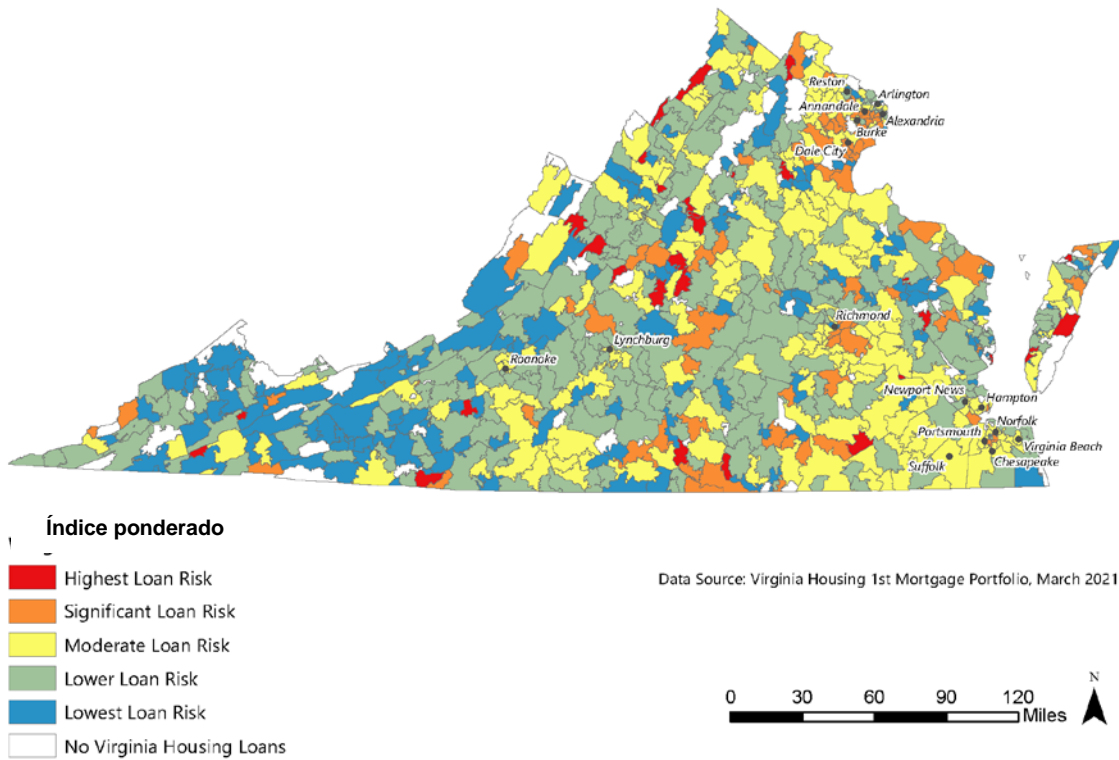 Reston
Arlington
Annandale
Alexandria
Burke
Dale City
Richmond
Lynchburg
Roanoke
Newport News
Hampton
Norfolk
Portsmouth
Virginia Beach
Suffolk
Chesapeake
Índice ponderado
Highest Loan Risk
Data Source: Virginia Housing 1st Mortgage Portfolio, March 2021
Significant Loan Risk
Moderate Loan Risk
Lower Loan Risk
Lowest Loan Risk
No Virginia Housing Loans
N
0 30 60 90 120
Miles